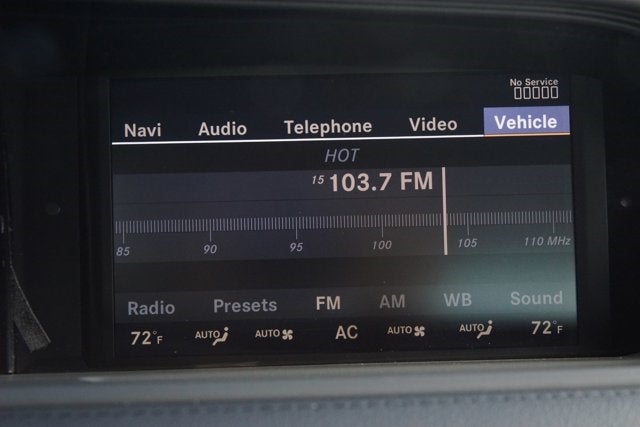 No Service
Navi Audio Telephone Video Vehicle
HOT
15 103.7 FM
85 90 95 100 105 110 MHz
Radio Presets FM AM WB Sound
72°F AUTO AUTO AC AUTO AUTO 72°F